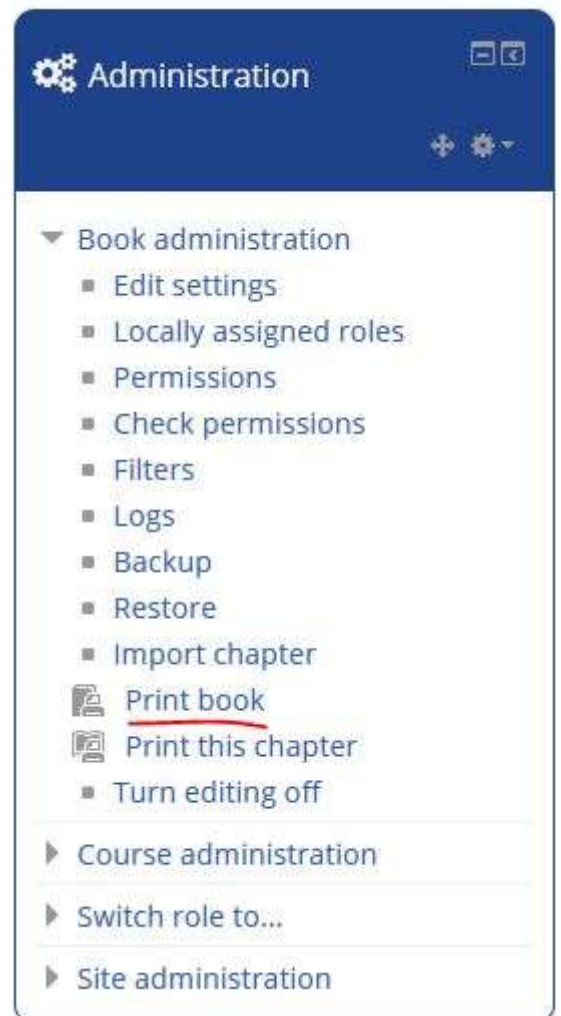 Administration
Book administration
Edit settings
Locally assigned roles
Permissions
Check permissions
Filters
Logs
Backup
Restore
Import chapter
Print book
Print this chapter
Turn editing off
Course administration
Switch role to...
Site administration